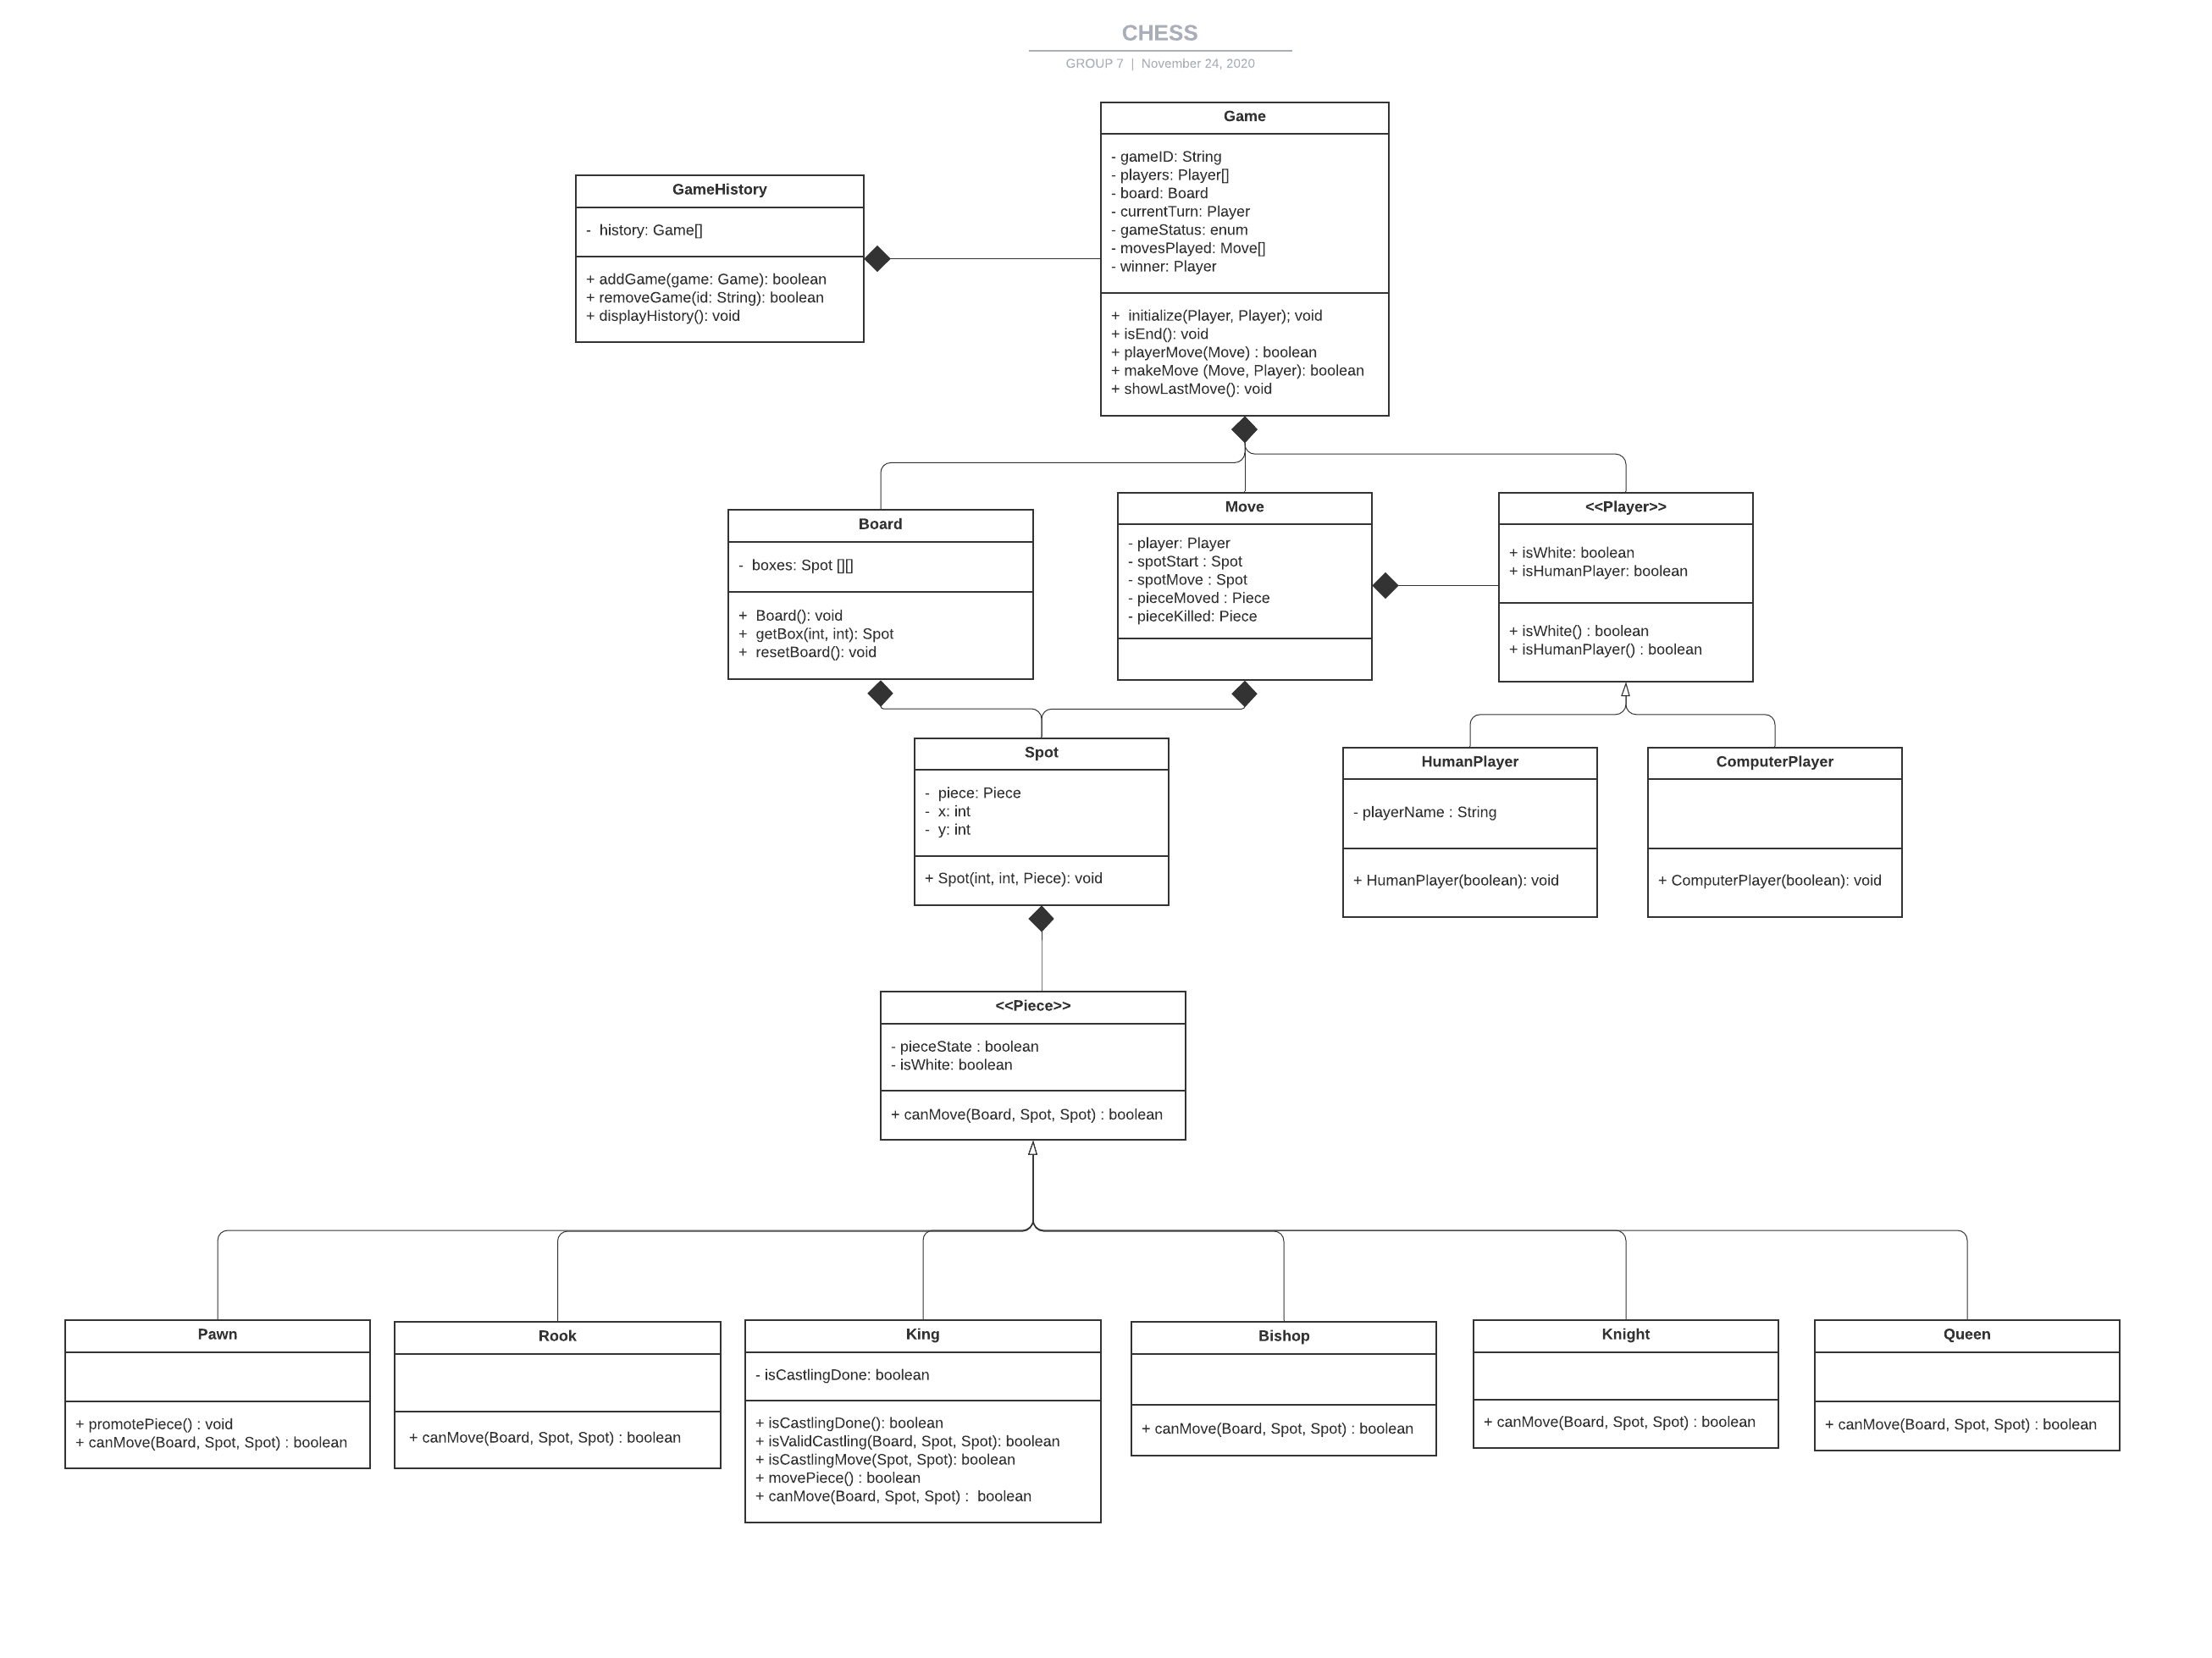 CHESS
GROUP 7 | November 24, 2020
Game
- gameID: String
- players: Player[]
- board: Board
- currentTurn: Player
- gameStatus: enum
- movesPlayed: Move[]
- winner: Player
+  initialize(Player, Player); void
+ isEnd(): void
+ playerMove(Move) : boolean
+ makeMove (Move, Player): boolean
+ showLastMove(): void
GameHistory
-  history: Game[]
+ addGame(game: Game): boolean
+ removeGame(id: String): boolean
+ displayHistory(): void
Board
-  boxes: Spot [][]
+  Board(): void
+  getBox(int, int): Spot
+  resetBoard(): void
Move
- player: Player
- spotStart : Spot
- spotMove : Spot
- pieceMoved : Piece
- pieceKilled: Piece
<<Player>>
+ isWhite: boolean
+ isHumanPlayer: boolean
+ isWhite() : boolean
+ isHumanPlayer() : boolean
Spot
-  piece: Piece
-  x: int
-  y: int
+ Spot(int, int, Piece): void
HumanPlayer
- playerName : String
+ HumanPlayer(boolean): void
ComputerPlayer
+ ComputerPlayer(boolean): void
<<Piece>>
- pieceState : boolean
- isWhite: boolean
+ canMove(Board, Spot, Spot) : boolean
Pawn
+ promotePiece() : void
+ canMove(Board, Spot, Spot) : boolean
Rook
+ canMove(Board, Spot, Spot) : boolean
King
- isCastlingDone: boolean
+ isCastlingDone(): boolean
+ isValidCastling(Board, Spot, Spot): boolean
+ isCastlingMove(Spot, Spot): boolean
+ movePiece() : boolean
+ canMove(Board, Spot, Spot) :  boolean
Bishop
+ canMove(Board, Spot, Spot) : boolean
Knight
+ canMove(Board, Spot, Spot) : boolean
Queen
+ canMove(Board, Spot, Spot) : boolean